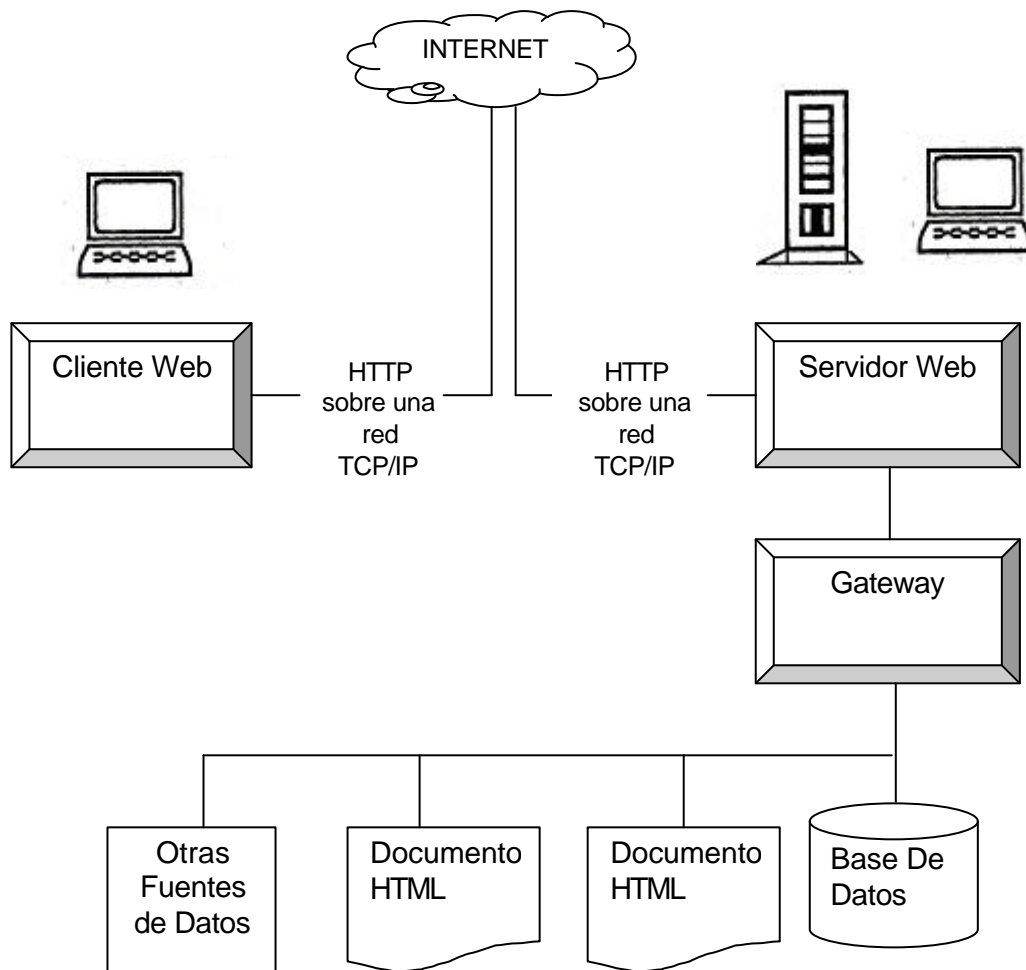 INTERNET
Cliente Web
HTTP
sobre una
red
TCP/IP
HTTP
sobre una
red
TCP/IP
Servidor Web
Gateway
Otras
Fuentes
de Datos
Documento
HTML
Documento
HTML
Base De
Datos